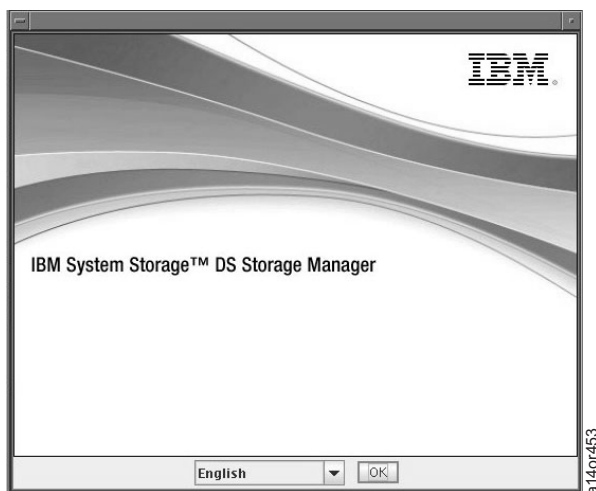 IBM®
IBM System Storage™ DS Storage Manager
English
OK
a14or453